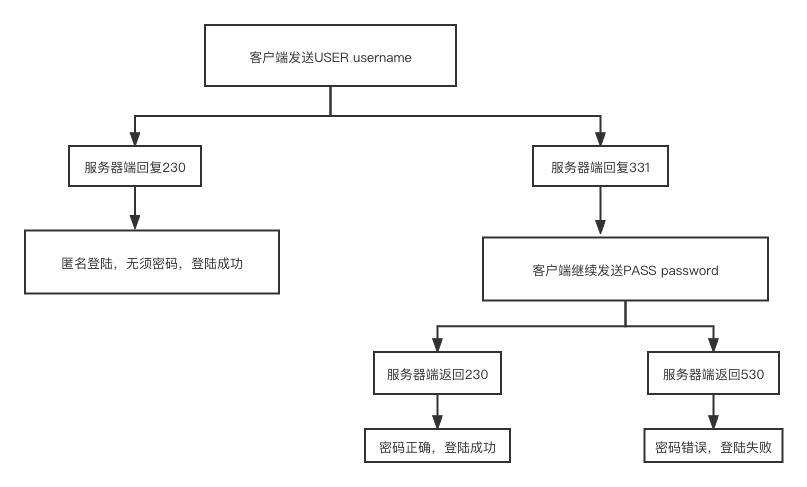 客户端发送USER username
服务器端回复230
服务器端回复331
匿名登陆，无须密码，登陆成功
客户端继续发送PASS password
服务器端返回230
服务器端返回530
密码正确，登陆成功
密码错误，登陆失败